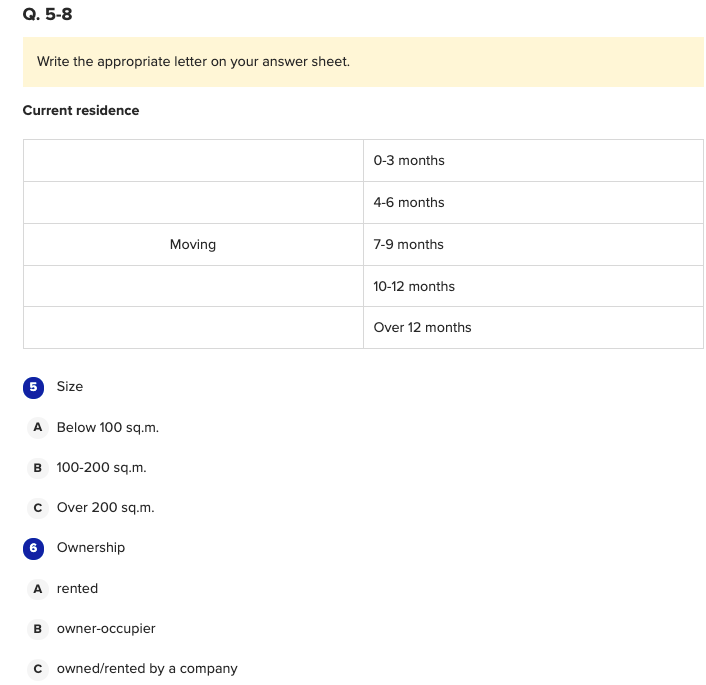 Q. 5-8
Write the appropriate letter on your answer sheet.
Current residence
0-3 months
4-6 months
Moving 7-9 months
10-12 months
Over 12 months
5 Size
A Below 100 sq.m.
B 100-200 sq.m.
C Over 200 sq.m.
6 Ownership
A rented
B owner-occupier
C owned/rented by a company